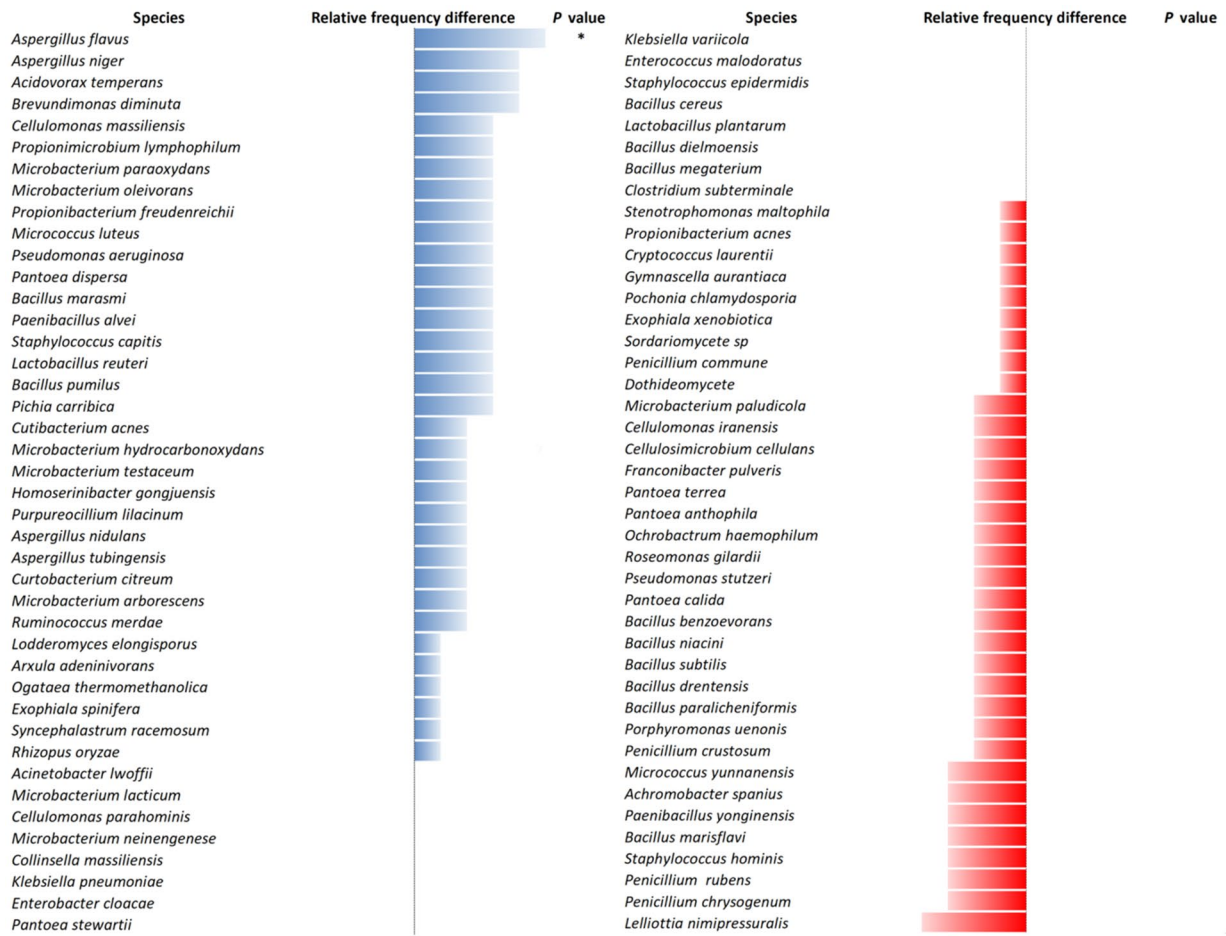 Species Relative frequency difference P value Species Relative frequency difference P value
Aspergillus flavus * Klebsiella variicola
Aspergillus niger Enterococcus malodoratus
Acidovorax temperans Staphylococcus epidermidis
Brevundimonas diminuta Bacillus cereus
Cellulomonas massiliensis Lactobacillus plantarum
Propionimicrobium lymphophilum Bacillus dielmoensis
Microbacterium paraoxydans Bacillus megaterium
Microbacterium oleivorans Clostridium subterminale
Propionibacterium freudenreichii Stenotrophomonas maltophila
Micrococcus luteus Propionibacterium acnes
Pseudomonas aeruginosa Cryptococcus laurentii
Pantoea dispersa Gymnascella aurantiaca
Bacillus marasmi Pochonia chlamydosporia
Paenibacillus alvei Exophiala xenobiotica
Staphylococcus capitis Sordariomycete sp
Lactobacillus reuteri Penicillium commune
Bacillus pumilus Dothideomycete
Pichia carribica Microbacterium paludicola
Cutibacterium acnes Cellulomonas iranensis
Microbacterium hydrocarbonoxydans Cellulosimicrobium cellulans
Microbacterium testaceum Franconibacter pulveris
Homoserinibacter gongjuensis Pantoea terrea
Purpureocillium lilacinum Pantoea anthophila
Aspergillus nidulans Ochrobactrum haemophilum
Aspergillus tubingensis Roseomonas gilardii
Curtobacterium citreum Pseudomonas stutzeri
Microbacterium arborescens Pantoea calida
Ruminococcus merdae Bacillus benzoevorans
Lodderomyces elongisporus Bacillus niacini
Arxula adeninivorans Bacillus subtilis
Ogataea thermomethanolica Bacillus drentensis
Exophiala spinifera Bacillus paralicheniformis
Syncephalastrum racemosum Porphyromonas uenonis
Rhizopus oryzae Penicillium crustosum
Acinetobacter lwoffii Micrococcus yunnanensis
Microbacterium lacticum Achromobacter spanius
Cellulomonas parahominis Paenibacillus yonginensis
Microbacterium neinengenese Bacillus marisflavi
Collinsella massiliensis Staphylococcus hominis
Klebsiella pneumoniae Penicillium rubens
Enterobacter cloacae Penicillium chrysogenum
Pantoea stewartii Lelliottia nimipressuralis